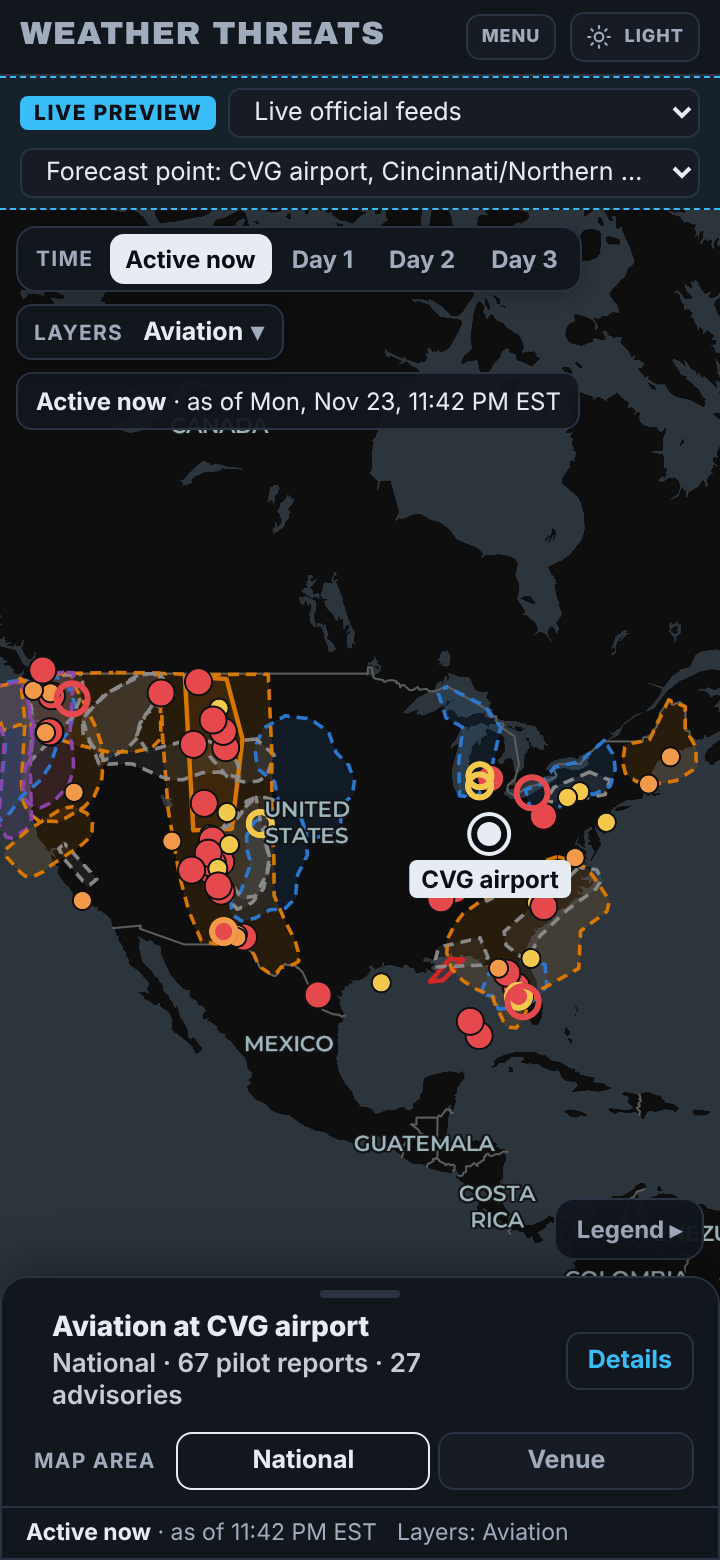 WEATHER THREATS
MENU
LIGHT
LIVE PREVIEW
Live official feeds
Forecast point: CVG airport, Cincinnati/Northern ...
TIME
Active now
Day 1
Day 2
Day 3
LAYERS
Aviation ▾
Active now · as of Mon, Nov 23, 11:42 PM EST
CANADA
UNITED
STATES
CVG airport
MEXICO
GUATEMALA
COSTA
RICA
Legend ▸
EZU
COLOMBIA
Aviation at CVG airport
National · 67 pilot reports · 27
advisories
Details
MAP AREA
National
Venue
Active now · as of 11:42 PM EST
Layers: Aviation